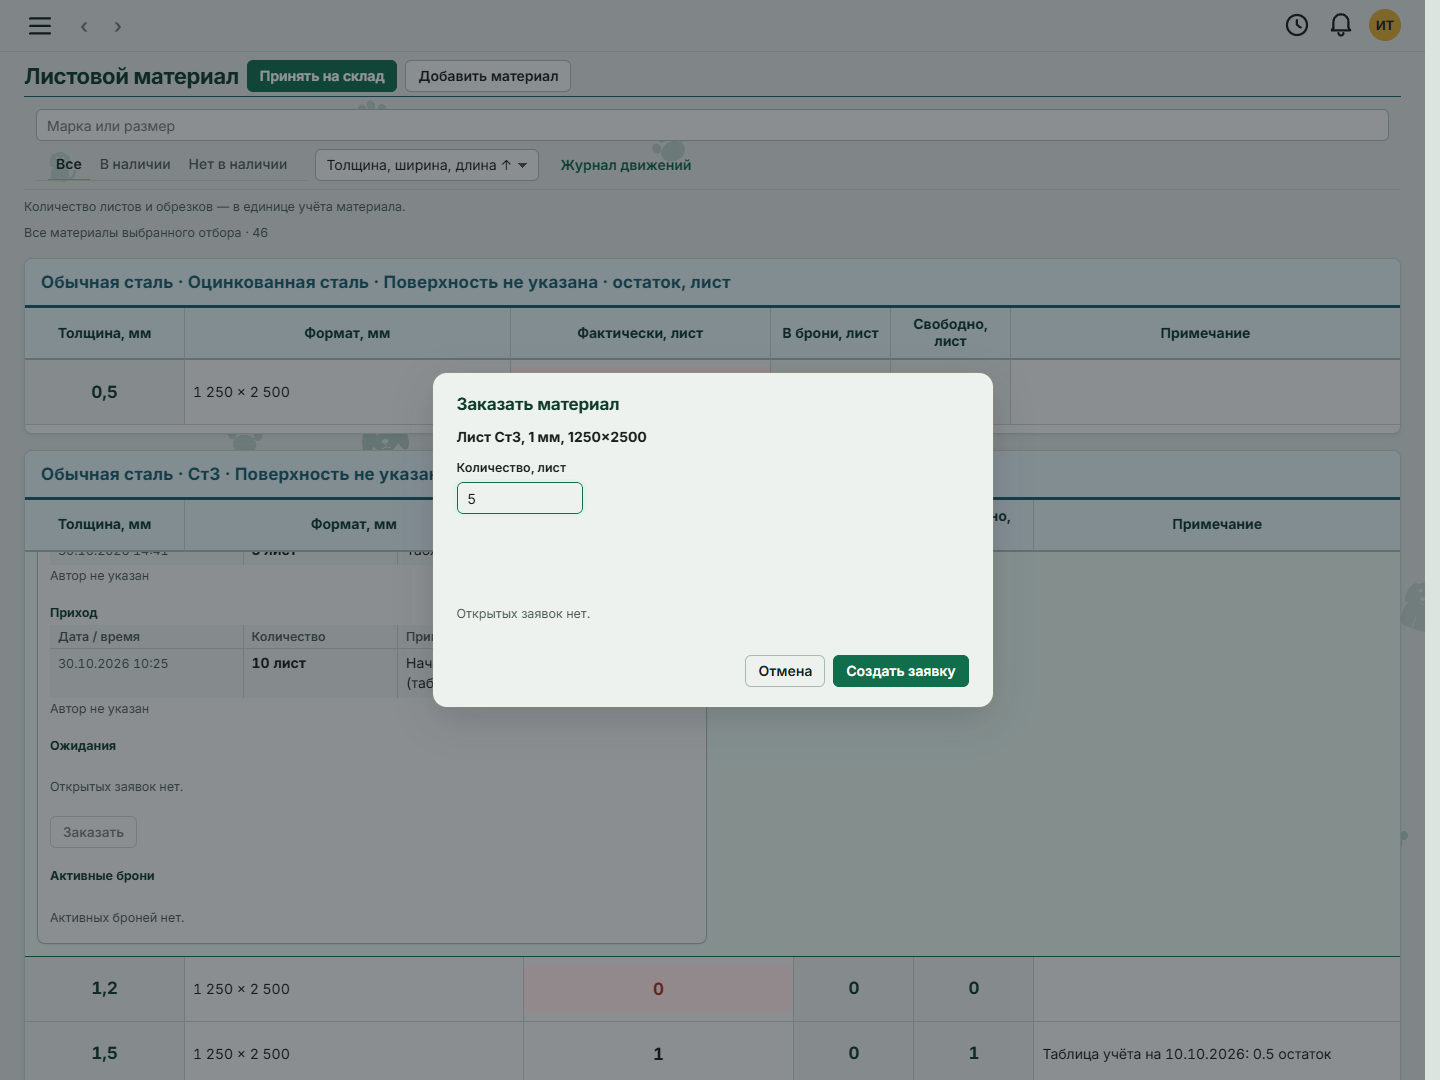 ИТ
Листовой материал
Принять на склад
Добавить материал
Марка или размер
Все
В наличии
Нет в наличии
Толщина, ширина, длина ↑
Журнал движений
Количество листов и обрезков — в единице учёта материала.
Все материалы выбранного отбора · 46
Обычная сталь · Оцинкованная сталь · Поверхность не указана · остаток, лист
Толщина, мм
Формат, мм
Фактически, лист
В брони, лист
Свободно, лист
Примечание
0,5
1 250 × 2 500
Обычная сталь · Ст3 · Поверхность не
Толщина, мм
Формат, мм
Примечание
30.10.2026 14:41
5 лист
Автор не указан
Приход
Дата / время
Количество
30.10.2026 10:25
10 лист
Автор не указан
Ожидания
Открытых заявок нет.
Заказать
Активные брони
Активных броней нет.
Заказать материал
Лист Ст3, 1 мм, 1250×2500
Количество, лист
5
Открытых заявок нет.
Отмена
Создать заявку
1,2
1 250 × 2 500
0
0
0
1,5
1 250 × 2 500
1
0
1
Таблица учёта на 10.10.2026: 0.5 остаток